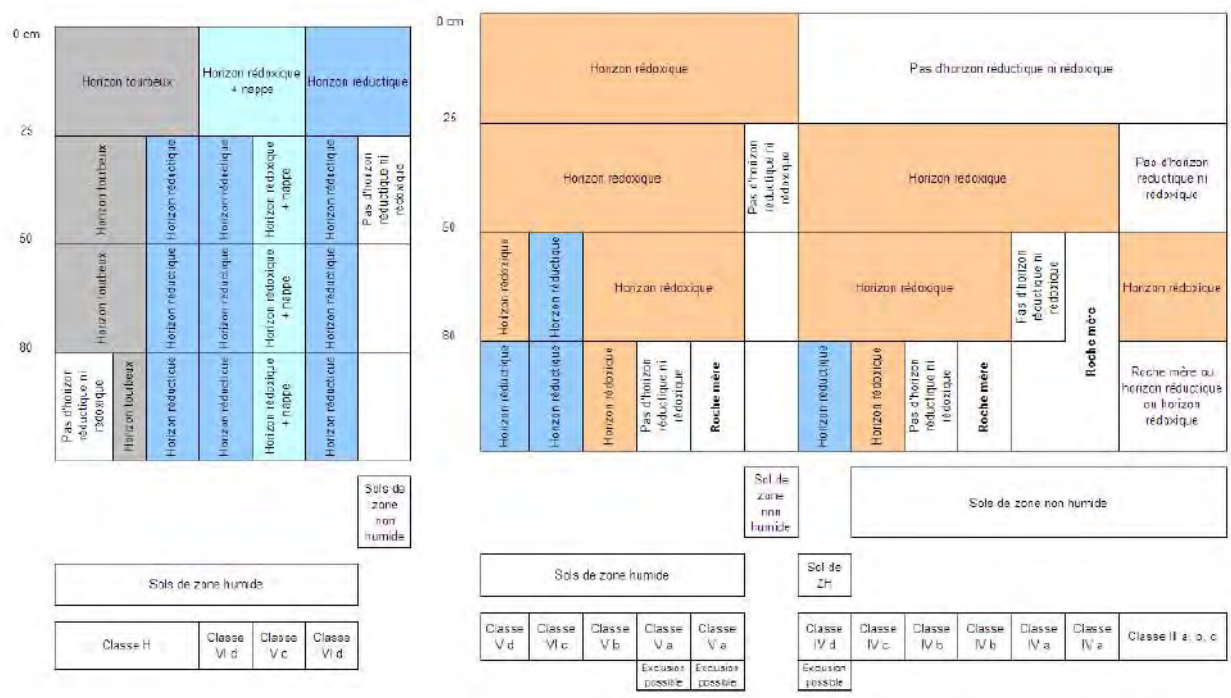 0 cm
Horizon tourbeux
Horizon rédoxique
+ nappe
Horizon réductique
25
Horizon tourbeux
Horizon réductique
Horizon réductique
Horizon rédoxique
+ nappe
Horizon réductique
Pas d'horizon
réductique ni
rédoxique
50
Horizon tourbeux
Horizon réductique
Horizon réductique
Horizon rédoxique
+ nappe
Horizon réductique
80
Pas d'horizon
réductique ni
rédoxique
Horizon tourbeux
Horizon réductique
Horizon réductique
Horizon rédoxique
+ nappe
Horizon réductique
Sols de
zone
non
humide
Sols de zone humide
Classe H
Classe
VI d
Classe
V c
Classe
VI d
0 cm
Horizon rédoxique
Pas d'horizon réductique ni rédoxique
25
Horizon rédoxique
Pas d'horizon
réductique ni
rédoxique
Horizon rédoxique
Pas d'horizon
réductique ni
rédoxique
50
Horizon rédoxique
Horizon réductique
Horizon rédoxique
Horizon rédoxique
Pas d'horizon
réductique ni
rédoxique
Roche mère
Horizon rédoxique
80
Horizon réductique
Horizon réductique
Horizon rédoxique
Pas d'horizon
réductique ni
rédoxique
Roche mère
Horizon réductique
Horizon rédoxique
Pas d'horizon
réductique ni
rédoxique
Roche mère
Roche mère ou
horizon réductique
ou horizon
rédoxique
Sol de
zone
non
humide
Sols de zone non humide
Sols de zone humide
Sol de
ZH
Classe
V d
Classe
VI c
Classe
V b
Classe
V a
Classe
V a
Classe
IV d
Classe
IV c
Classe
IV b
Classe
IV b
Classe
IV a
Classe
IV a
Classe III a, b, c
Exclusion
possible
Exclusion
possible
Exclusion
possible